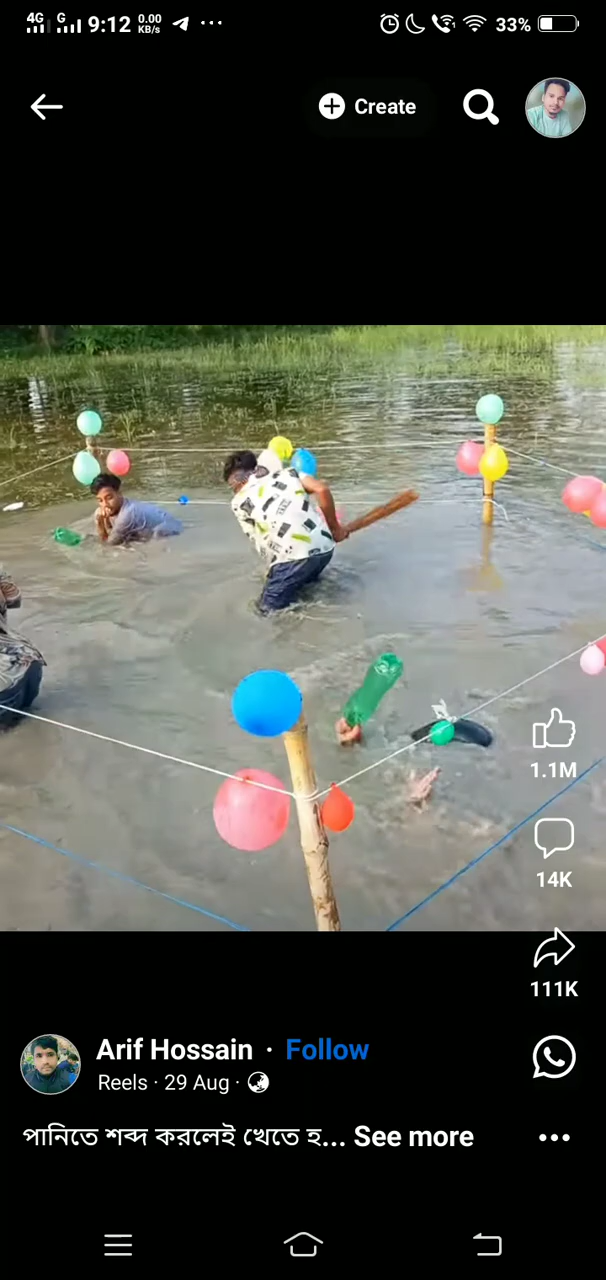 4G G 9:12 0.00 KB/s ... 33%
Create
1.1M
14K
111K
Arif Hossain · Follow
Reels · 29 Aug ·
পানিতে শব্দ করলেই খেতে হ... See more